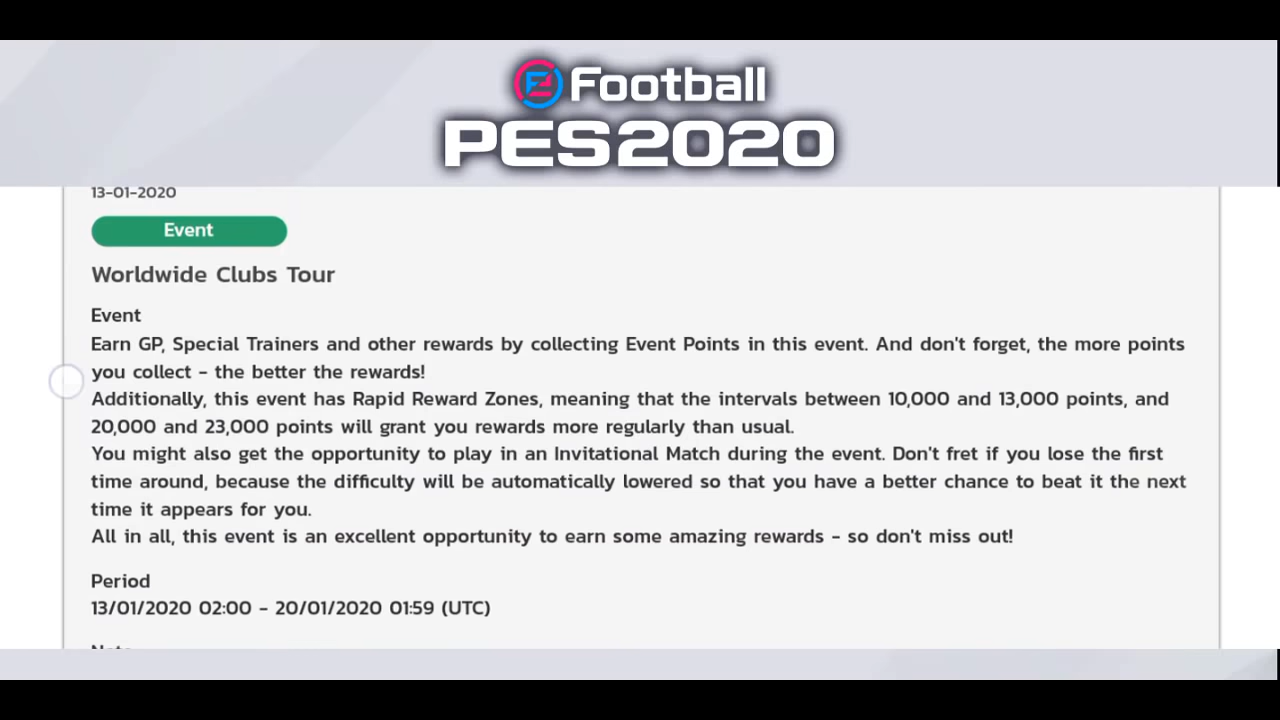 Football
PES2020
13-01-2020
Event
Worldwide Clubs Tour
Event
Earn GP, Special Trainers and other rewards by collecting Event Points in this event. And don't forget, the more points
you collect - the better the rewards!
Additionally, this event has Rapid Reward Zones, meaning that the intervals between 10,000 and 13,000 points, and
20,000 and 23,000 points will grant you rewards more regularly than usual.
You might also get the opportunity to play in an Invitational Match during the event. Don't fret if you lose the first
time around, because the difficulty will be automatically lowered so that you have a better chance to beat it the next
time it appears for you.
All in all, this event is an excellent opportunity to earn some amazing rewards - so don't miss out!
Period
13/01/2020 02:00 - 20/01/2020 01:59 (UTC)